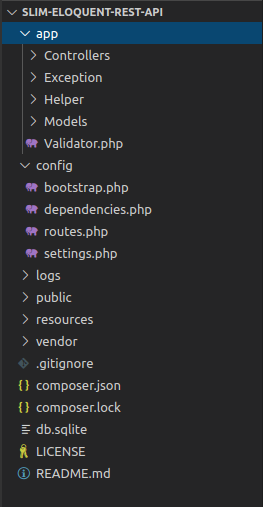 SLIM-ELOQUENT-REST-API
app
Controllers
Exception
Helper
Models
Validator.php
config
bootstrap.php
dependencies.php
routes.php
settings.php
logs
public
resources
vendor
.gitignore
composer.json
composer.lock
db.sqlite
LICENSE
README.md